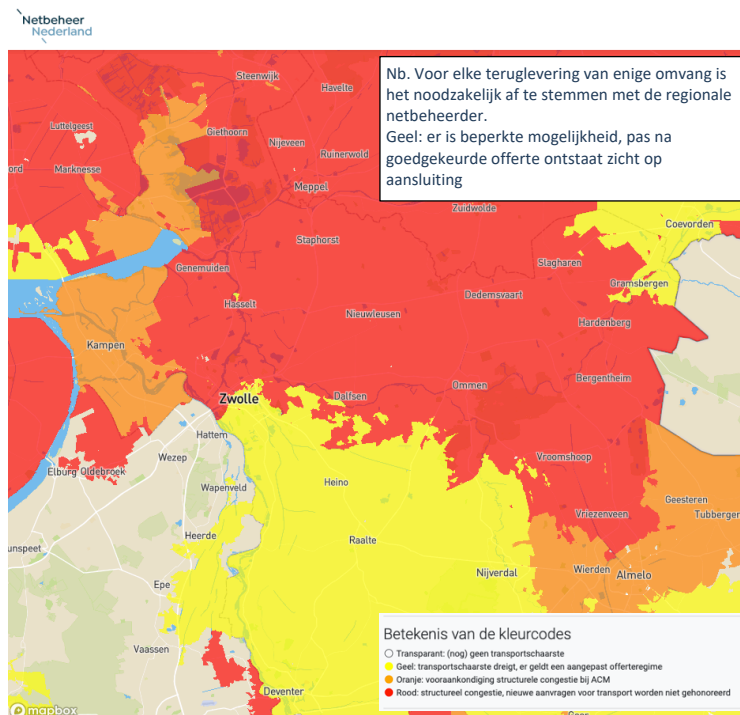 Netbeheer
Nederland
Nb. Voor elke teruglevering van enige omvang is
het noodzakelijk af te stemmen met de regionale
netbeheerder.
Geel: er is beperkte mogelijkheid, pas na
goedgekeurde offerte ontstaat zicht op
aansluiting
Steenwijk
Havelte
Luttelgeest
Giethoorn
Nijeveen
Ruinerwold
ord
Marknesse
Meppel
Zuidwolde
Coevorden
Staphorst
Genemuiden
Slagharen
Gramsbergen
Hasselt
Dedemsvaart
Nieuwleusen
Hardenberg
Kampen
Bergentheim
Ommen
Zwolle
Dalfsen
Hattem
Wezep
Vroomshoop
Elburg
Oldebroek
Wapenveld
Heino
Geesteren
Vriezenveen
Tubbergen
Heerde
unspeet
Raalte
Nijverdal
Wierden
Almelo
Epe
Vaassen
Deventer
Betekenis van de kleurcodes
Transparant: (nog) geen transportschaarste
Geel: transportschaarste dreigt, er geldt een aangepast offerteregime
Oranje: vooraankondiging structurele congestie bij ACM
Rood: structureel congestie, nieuwe aanvragen voor transport worden niet gehonoreerd
mapbox